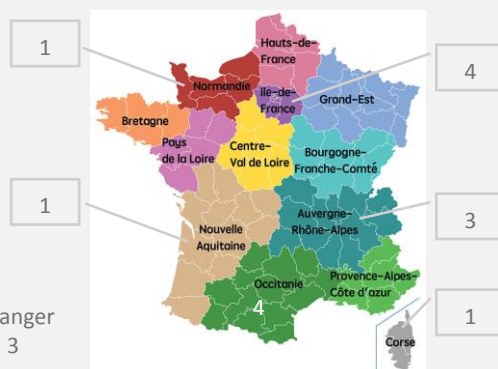 Hauts-de-
France
1
Normandie
île-de-
France
4
Grand-Est
Bretagne
Pays
de la Loire
Centre-
Val de Loire
Bourgogne-
Franche-Comté
1
Nouvelle
Aquitaine
Auvergne-
Rhône-Alpes
3
Occitanie
4
Provence-Alpes-
Côte d'azur
anger
3
Corse
1